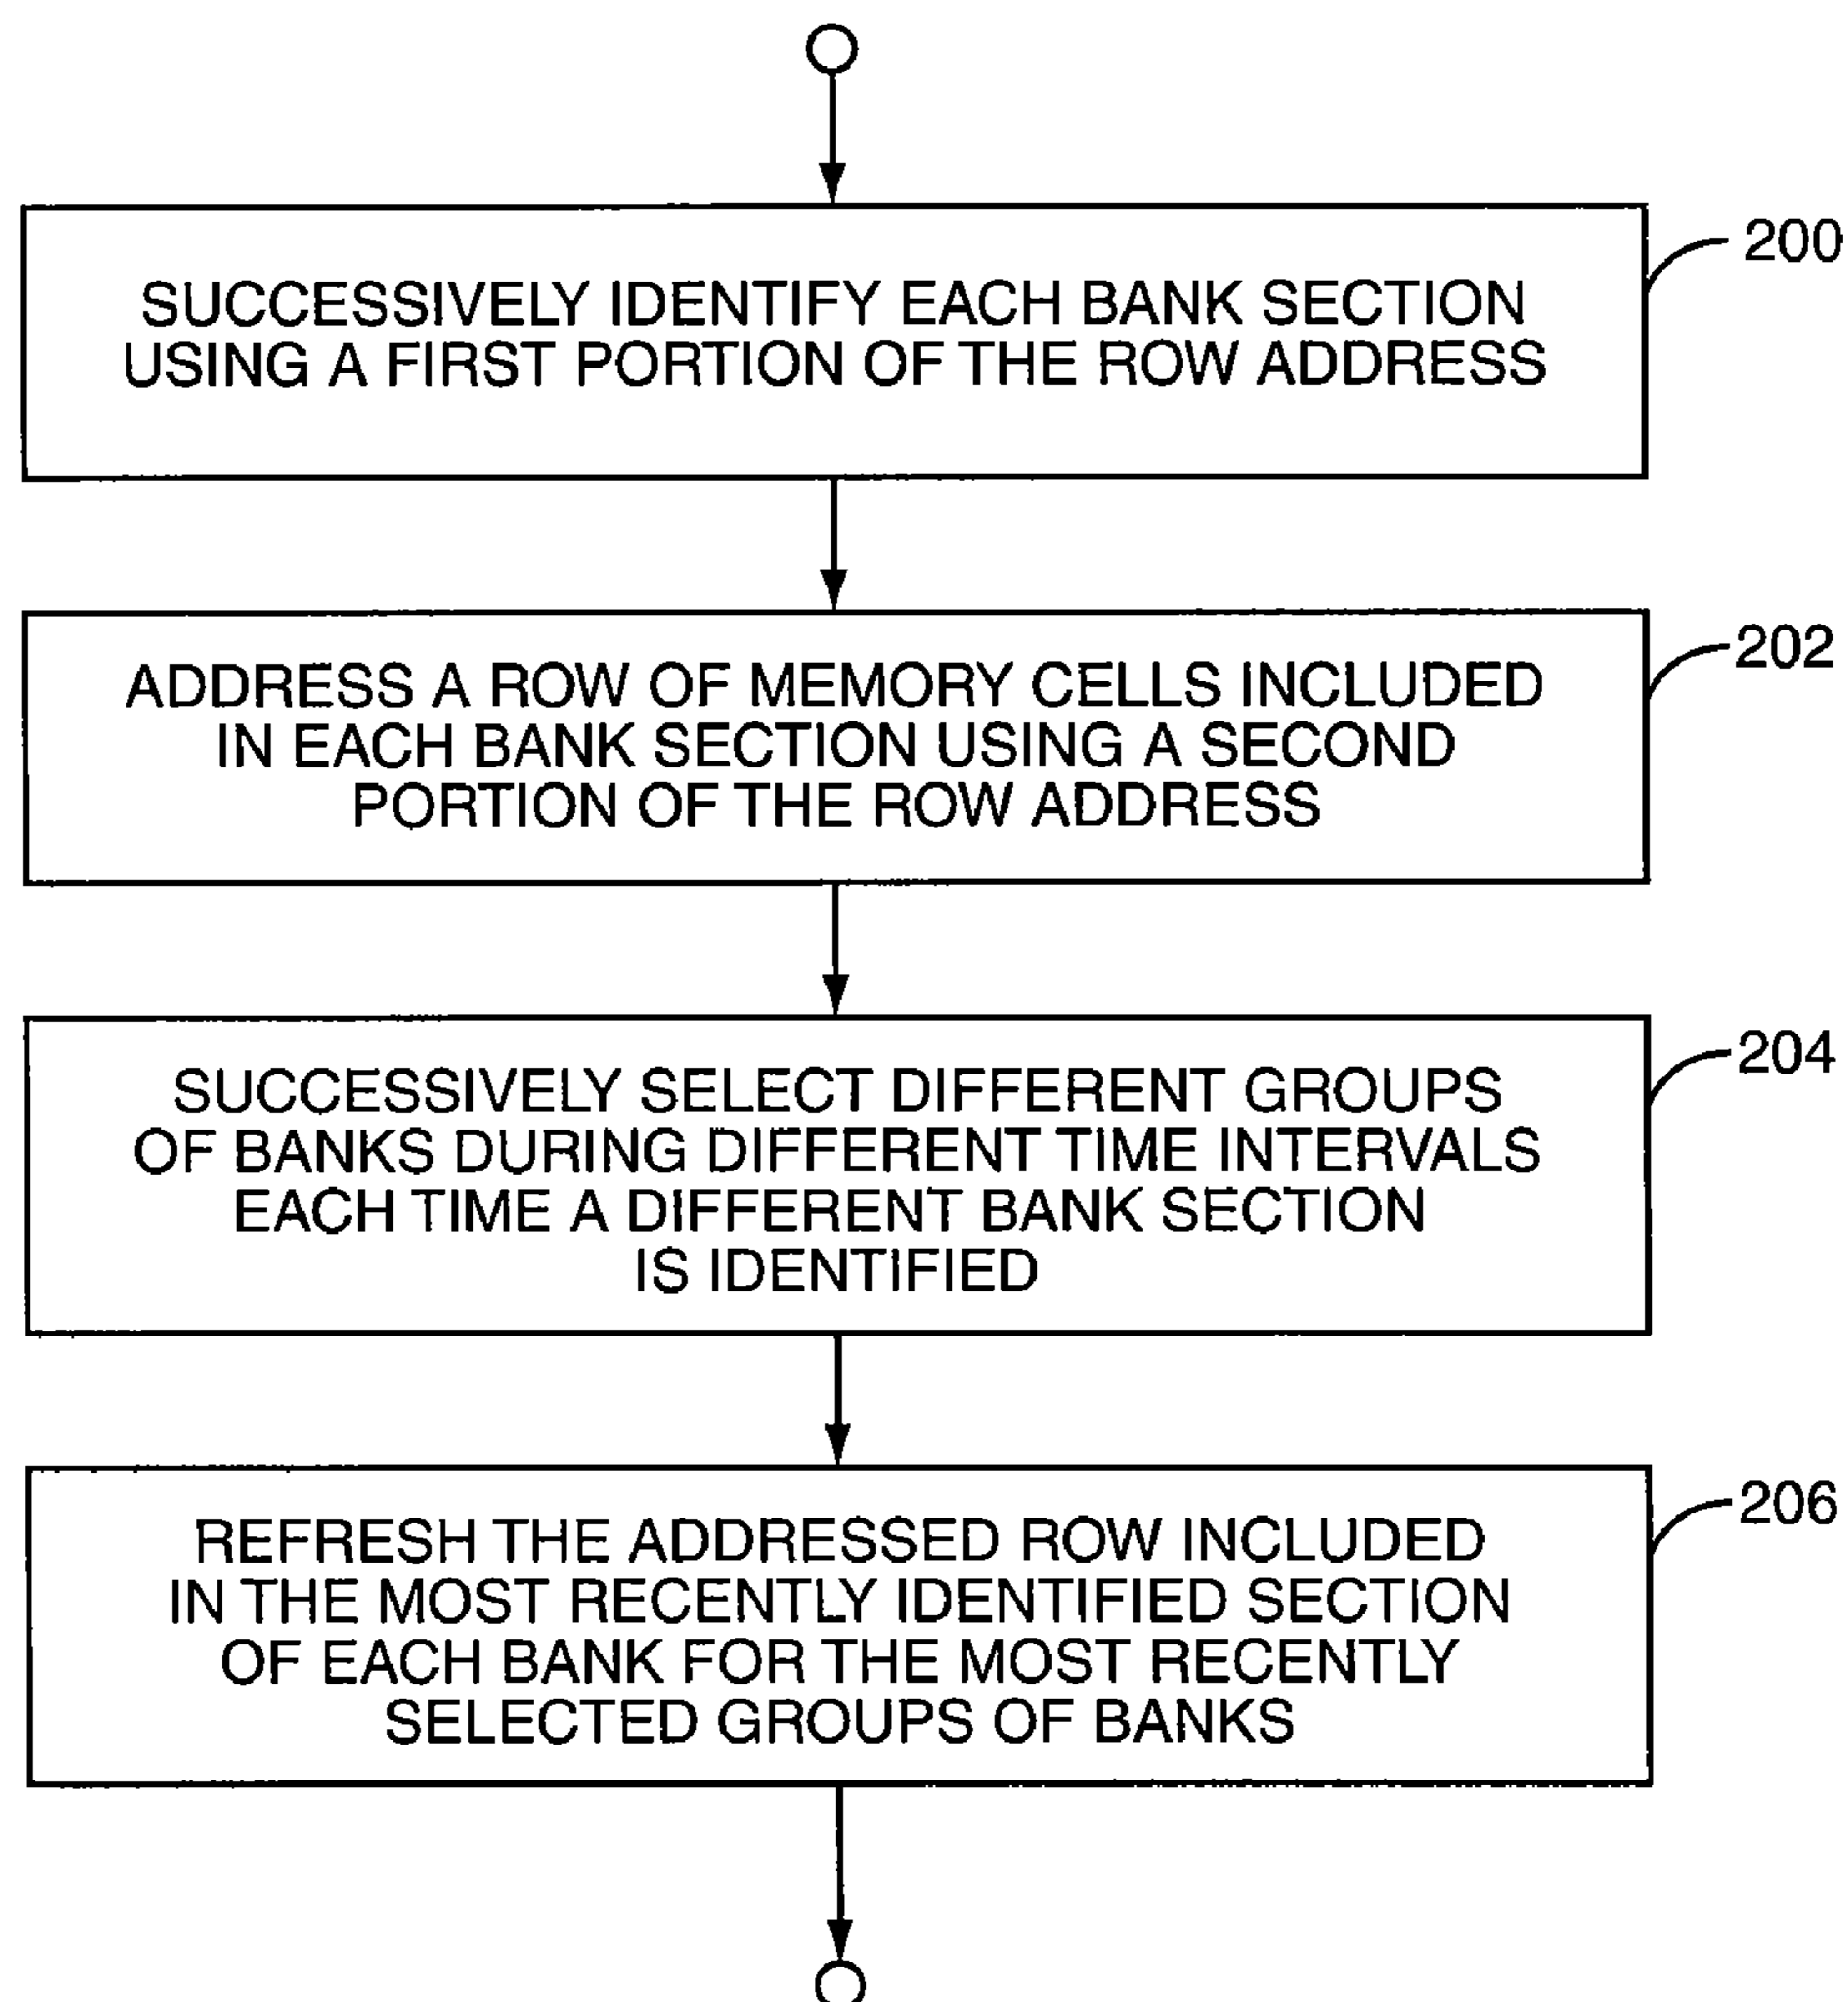 200
SUCCESSIVELY IDENTIFY EACH BANK SECTION
USING A FIRST PORTION OF THE ROW ADDRESS
202
ADDRESS A ROW OF MEMORY CELLS INCLUDED
IN EACH BANK SECTION USING A SECOND
PORTION OF THE ROW ADDRESS
204
SUCCESSIVELY SELECT DIFFERENT GROUPS
OF BANKS DURING DIFFERENT TIME INTERVALS
EACH TIME A DIFFERENT BANK SECTION
IS IDENTIFIED
206
REFRESH THE ADDRESSED ROW INCLUDED
IN THE MOST RECENTLY IDENTIFIED SECTION
OF EACH BANK FOR THE MOST RECENTLY
SELECTED GROUPS OF BANKS